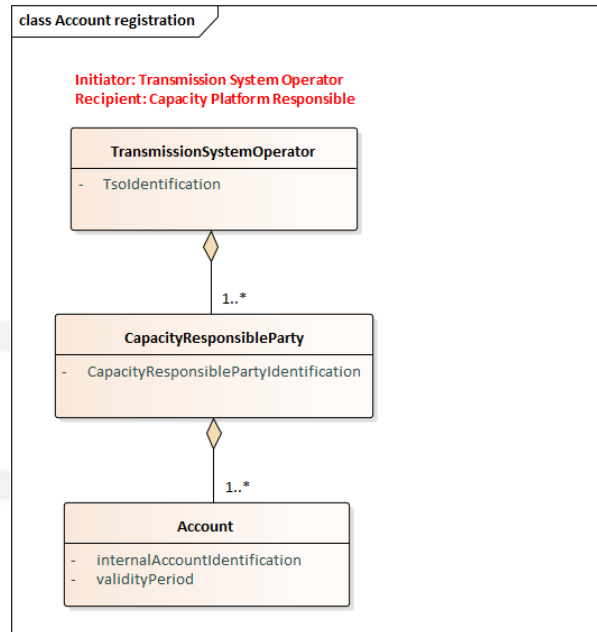 class Account registration
Initiator: Transmission System Operator
Recipient: Capacity Platform Responsible
TransmissionSystemOperator
- TsoIdentification
1..*
CapacityResponsibleParty
- CapacityResponsiblePartyIdentification
1..*
Account
- internalAccountIdentification
- validityPeriod